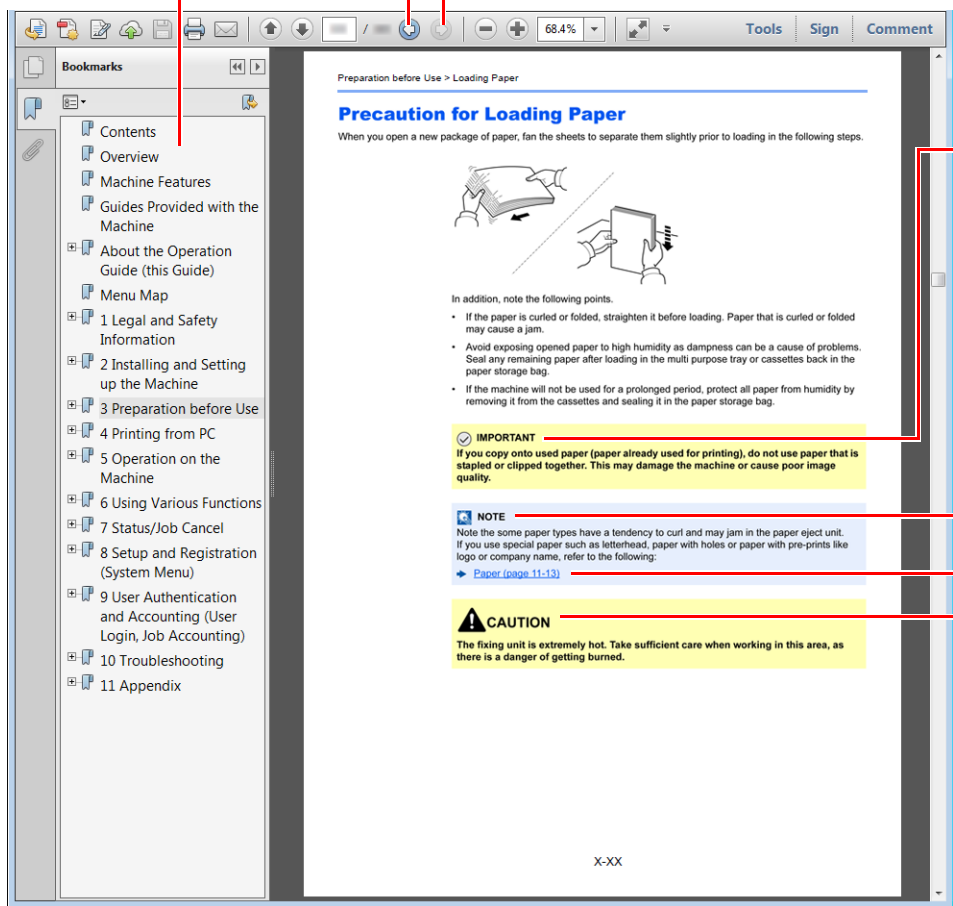 /
68.4%
Tools
Sign
Comment
Bookmarks
Contents
Overview
Machine Features
Guides Provided with the
Machine
About the Operation
Guide (this Guide)
Menu Map
1 Legal and Safety
Information
2 Installing and Setting
up the Machine
3 Preparation before Use
4 Printing from PC
5 Operation on the
Machine
6 Using Various Functions
7 Status/Job Cancel
8 Setup and Registration
(System Menu)
9 User Authentication
and Accounting (User
Login, Job Accounting)
10 Troubleshooting
11 Appendix
Preparation before Use > Loading Paper
Precaution for Loading Paper
When you open a new package of paper, fan the sheets to separate them slightly prior to loading in the following steps.
In addition, note the following points.
• If the paper is curled or folded, straighten it before loading. Paper that is curled or folded
may cause a jam.
• Avoid exposing opened paper to high humidity as dampness can be a cause of problems.
Seal any remaining paper after loading in the multi purpose tray or cassettes back in the
paper storage bag.
• If the machine will not be used for a prolonged period, protect all paper from humidity by
removing it from the cassettes and sealing it in the paper storage bag.
IMPORTANT
If you copy onto used paper (paper already used for printing), do not use paper that is
stapled or clipped together. This may damage the machine or cause poor image
quality.
NOTE
Note the some paper types have a tendency to curl and may jam in the paper eject unit.
If you use special paper such as letterhead, paper with holes or paper with pre-prints like
logo or company name, refer to the following:
Paper (page 11-13)
CAUTION
The fixing unit is extremely hot. Take sufficient care when working in this area, as
there is a danger of getting burned.
X-XX